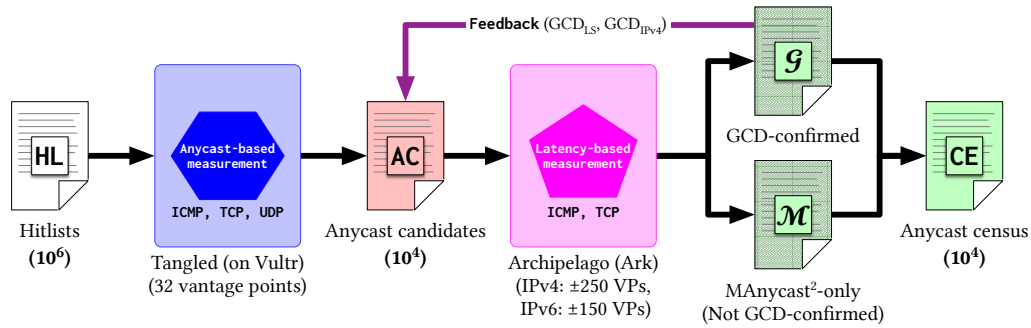 Feedback (GCD_LS, GCD_IPv4)
HL
Anycast-based
measurement
ICMP, TCP, UDP
AC
Latency-based
measurement
ICMP, TCP
𝒢
GCD-confirmed
ℳ
CE
Hitlists
(10⁶)
Tangled (on Vultr)
(32 vantage points)
Anycast candidates
(10⁴)
Archipelago (Ark)
(IPv4: ±250 VPs,
IPv6: ±150 VPs)
MAnycast²-only
(Not GCD-confirmed)
Anycast census
(10⁴)